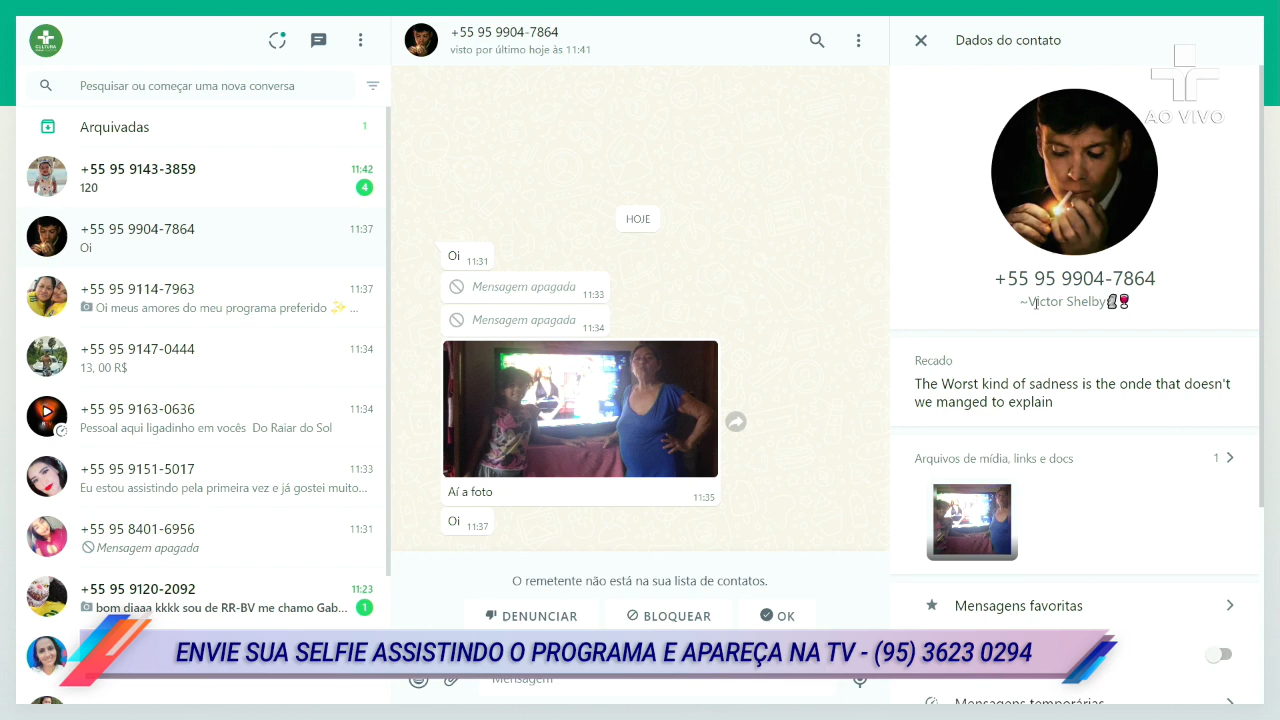 CULTURA
Pesquisar ou começar uma nova conversa
Arquivadas 1
+55 95 9143-3859 11:42
120 4
+55 95 9904-7864 11:37
Oi
+55 95 9114-7963 11:37
Oi meus amores do meu programa preferido ✨ ...
+55 95 9147-0444 11:34
13, 00 R$
+55 95 9163-0636 11:34
Pessoal aqui ligadinho em vocês Do Raiar do Sol
+55 95 9151-5017 11:33
Eu estou assistindo pela primeira vez e já gostei muito...
+55 95 8401-6956 11:31
Mensagem apagada
+55 95 9120-2092 11:23
bom diaaa kkkk sou de RR-BV me chamo Gab... 1
+55 95 9904-7864
visto por último hoje às 11:41
HOJE
Oi 11:31
Mensagem apagada 11:33
Mensagem apagada 11:34
Aí a foto 11:35
Oi 11:37
O remetente não está na sua lista de contatos.
DENUNCIAR BLOQUEAR OK
Mensagem
Dados do contato
AO VIVO
+55 95 9904-7864
~Victor Shelby🗿🍷
Recado
The Worst kind of sadness is the onde that doesn't
we manged to explain
Arquivos de mídia, links e docs 1
Mensagens favoritas
Mensagens temporárias
ENVIE SUA SELFIE ASSISTINDO O PROGRAMA E APAREÇA NA TV - (95) 3623 0294